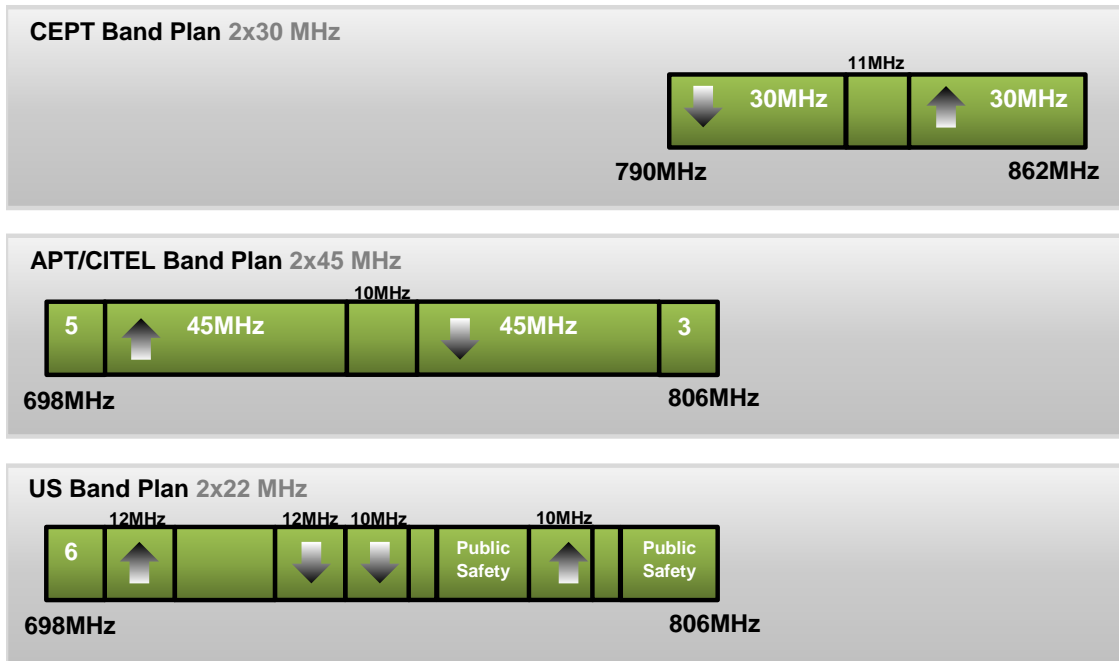 CEPT Band Plan 2x30 MHz
11MHz
30MHz 30MHz
790MHz 862MHz
APT/CITEL Band Plan 2x45 MHz
10MHz
5 45MHz 45MHz 3
698MHz 806MHz
US Band Plan 2x22 MHz
12MHz 12MHz 10MHz 10MHz
6 Public Public
Safety Safety
698MHz 806MHz